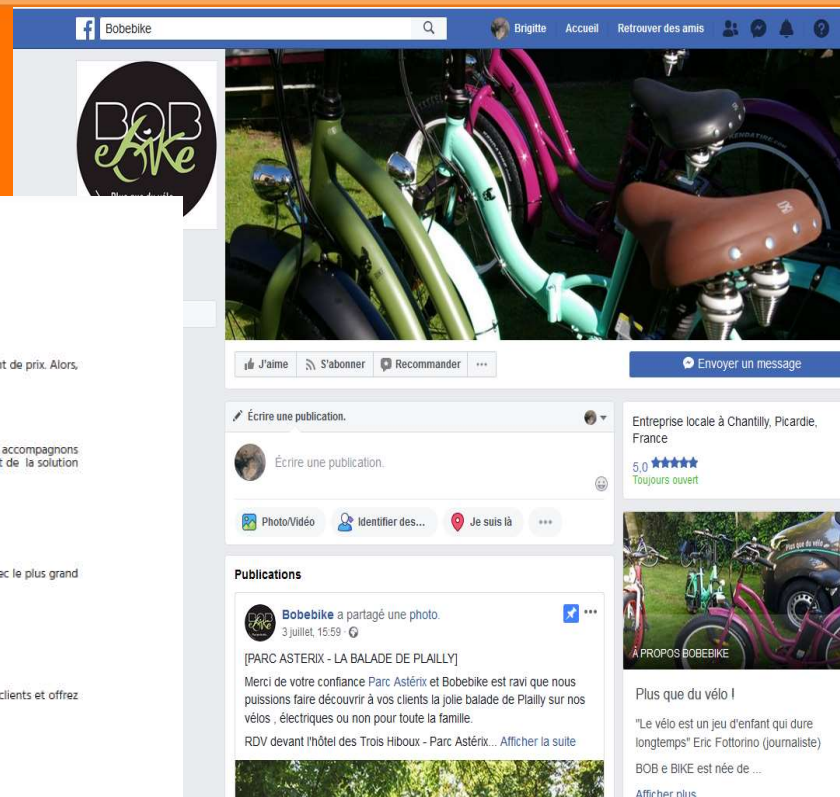 Bobebike
Brigitte Accueil Retrouver des amis
BOB
eBike
J'aime S'abonner Recommander ...
Envoyer un message
nt de prix. Alors,
accompagnons
t de la solution
ec le plus grand
clients et offrez
Écrire une publication.
Écrire une publication.
Photo/Vidéo Identifier des... Je suis là ...
Publications
Bobebike a partagé une photo.
3 juillet, 15:59 ·
[PARC ASTERIX - LA BALADE DE PLAILLY]
Merci de votre confiance Parc Astérix et Bobebike est ravi que nous
puissions faire découvrir à vos clients la jolie balade de Plailly sur nos
vélos , électriques ou non pour toute la famille.
RDV devant l'hôtel des Trois Hiboux - Parc Astérix... Afficher la suite
Entreprise locale à Chantilly, Picardie,
France
5,0 ★★★★★
Toujours ouvert
Plus que du vélo
À PROPOS BOBEBIKE
Plus que du vélo !
"Le vélo est un jeu d'enfant qui dure
longtemps" Eric Fottorino (journaliste)
BOB e BIKE est née de ...
Afficher plus